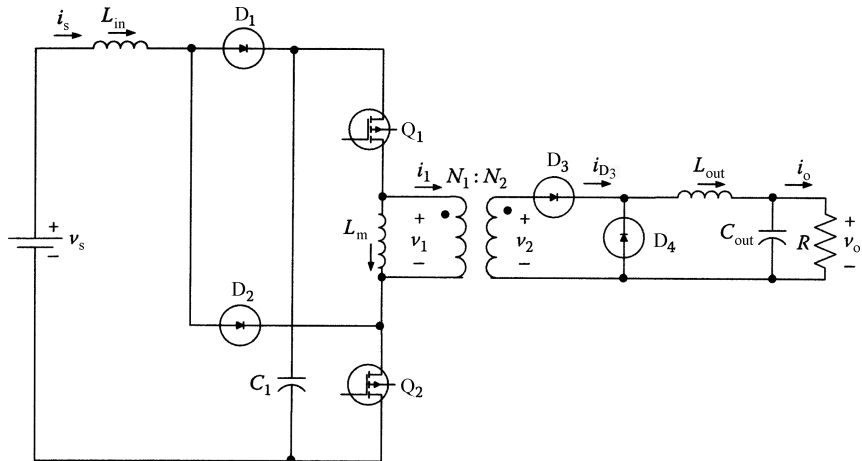 i_s L_in D_1
Q_1
i_1 N_1 : N_2 D_3 i_D3 L_out i_o
+ v_s −
L_m + v_1 − + v_2 − D_4 C_out R + v_o −
D_2
C_1 Q_2